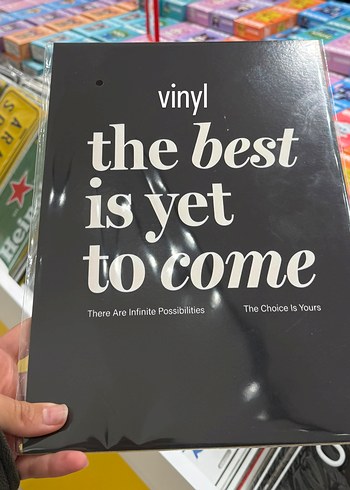 vinyl
the best
is yet
to come
There Are Infinite Possibilities
The Choice Is Yours